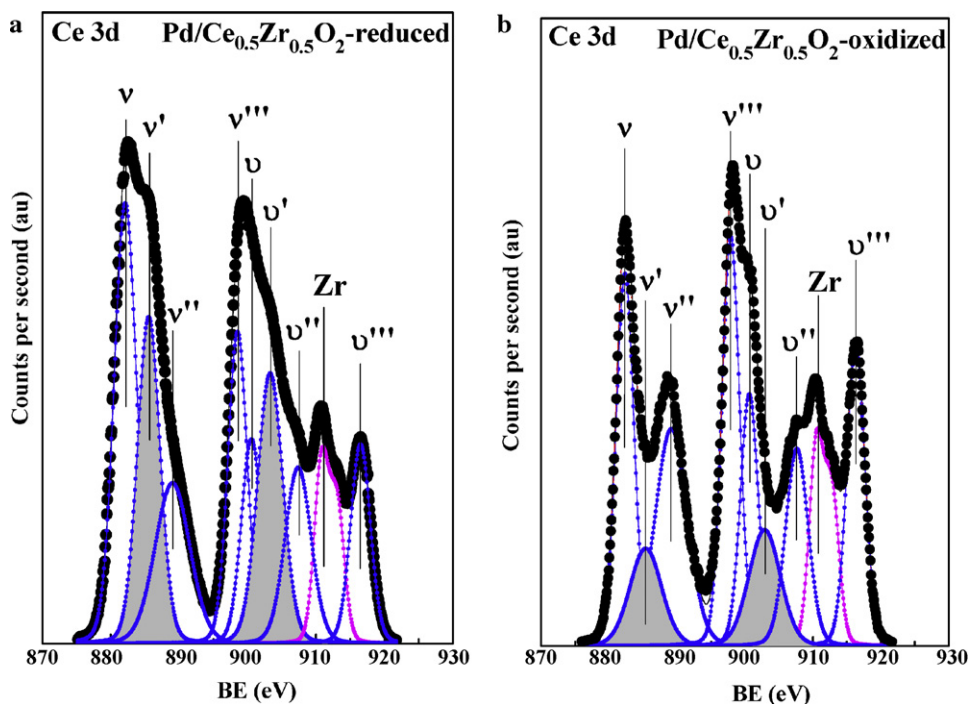 a
Ce 3d Pd/Ce0.5Zr0.5O2-reduced
ν
ν'
ν''
ν'''
υ
υ'
υ''
Zr
υ'''
Counts per second (au)
870 880 890 900 910 920 930
BE (eV)
b
Ce 3d Pd/Ce0.5Zr0.5O2-oxidized
ν
ν'
ν''
ν'''
υ
υ'
υ''
Zr
υ'''
Counts per second (au)
870 880 890 900 910 920 930
BE (eV)